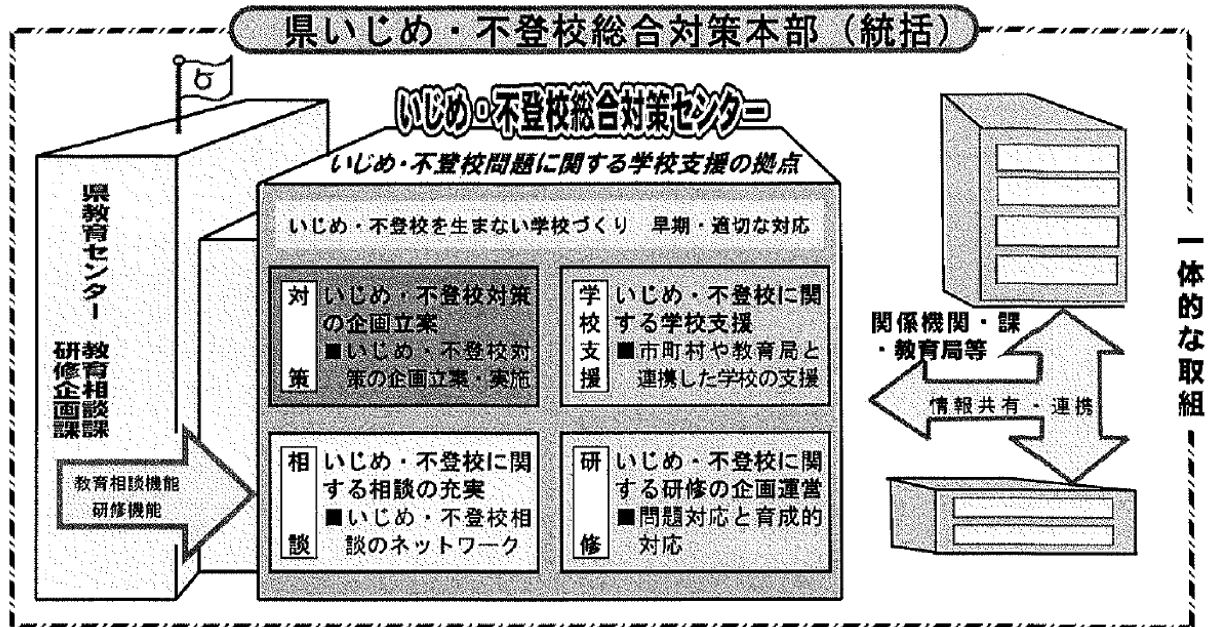 県いじめ・不登校総合対策本部（統括）
いじめ・不登校総合対策センター
いじめ・不登校問題に関する学校支援の拠点
いじめ・不登校を生まない学校づくり　早期・適切な対応
県教育センター
教育相談課
研修企画課
教育相談機能
研修機能
対策
いじめ・不登校対策
の企画立案
■いじめ・不登校対
策の企画立案・実施
学校支援
いじめ・不登校に関
する学校支援
■市町村や教育局と
連携した学校の支援
相談
いじめ・不登校に関
する相談の充実
■いじめ・不登校相
談のネットワーク
研修
いじめ・不登校に関
する研修の企画運営
■問題対応と育成的
対応
関係機関・課
・教育局等
情報共有・連携
一体的な取組